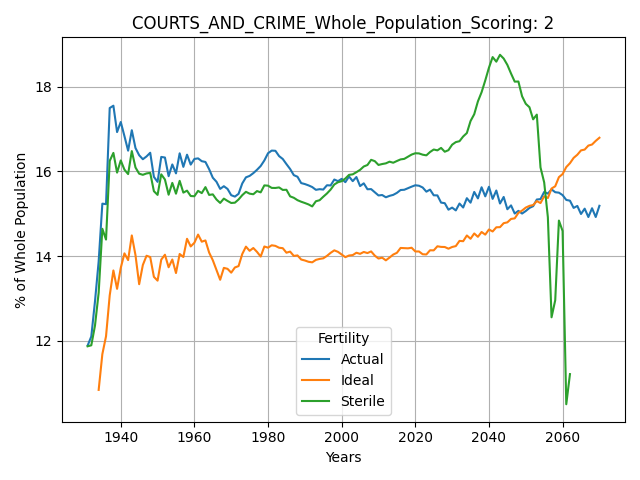 COURTS_AND_CRIME_Whole_Population_Scoring: 2
% of Whole Population
18
16
14
12
Fertility
Actual
Ideal
Sterile
1940 1960 1980 2000 2020 2040 2060
Years